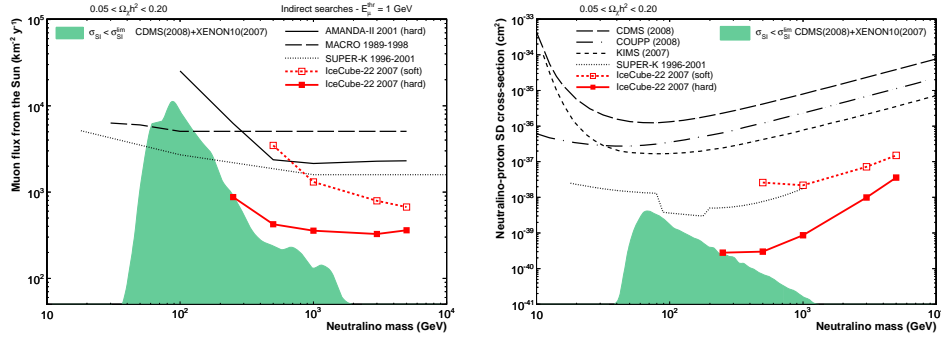 0.05 < Ω_χ h² < 0.20
Indirect searches - E_μ^thr = 1 GeV
σ_SI < σ_SI^lim CDMS(2008)+XENON10(2007)
AMANDA-II 2001 (hard)
MACRO 1989-1998
SUPER-K 1996-2001
IceCube-22 2007 (soft)
IceCube-22 2007 (hard)
Muon flux from the Sun (km⁻² y⁻¹)
10⁵
10⁴
10³
10²
10 10² 10³ 10⁴
Neutralino mass (GeV)
0.05 < Ω_χ h² < 0.20
CDMS (2008)
COUPP (2008)
KIMS (2007)
SUPER-K 1996-2001
IceCube-22 2007 (soft)
IceCube-22 2007 (hard)
σ_SI < σ_SI^lim CDMS(2008)+XENON10(2007)
Neutralino-proton SD cross-section (cm²)
10⁻³³
10⁻³⁴
10⁻³⁵
10⁻³⁶
10⁻³⁷
10⁻³⁸
10⁻³⁹
10⁻⁴⁰
10⁻⁴¹
10 10² 10³ 10⁴
Neutralino mass (GeV)